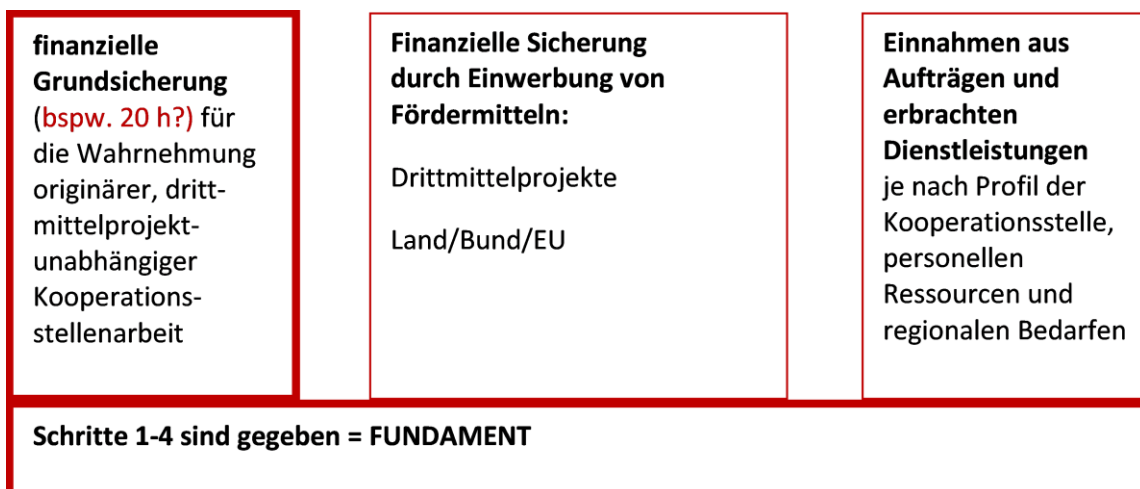 finanzielle
Grundsicherung
(bspw. 20 h?) für
die Wahrnehmung
originärer, dritt-
mittelprojekt-
unabhängiger
Kooperations-
stellenarbeit
Finanzielle Sicherung
durch Einwerbung von
Fördermitteln:
Drittmittelprojekte
Land/Bund/EU
Einnahmen aus
Aufträgen und
erbrachten
Dienstleistungen
je nach Profil der
Kooperationsstelle,
personellen
Ressourcen und
regionalen Bedarfen
Schritte 1-4 sind gegeben = FUNDAMENT